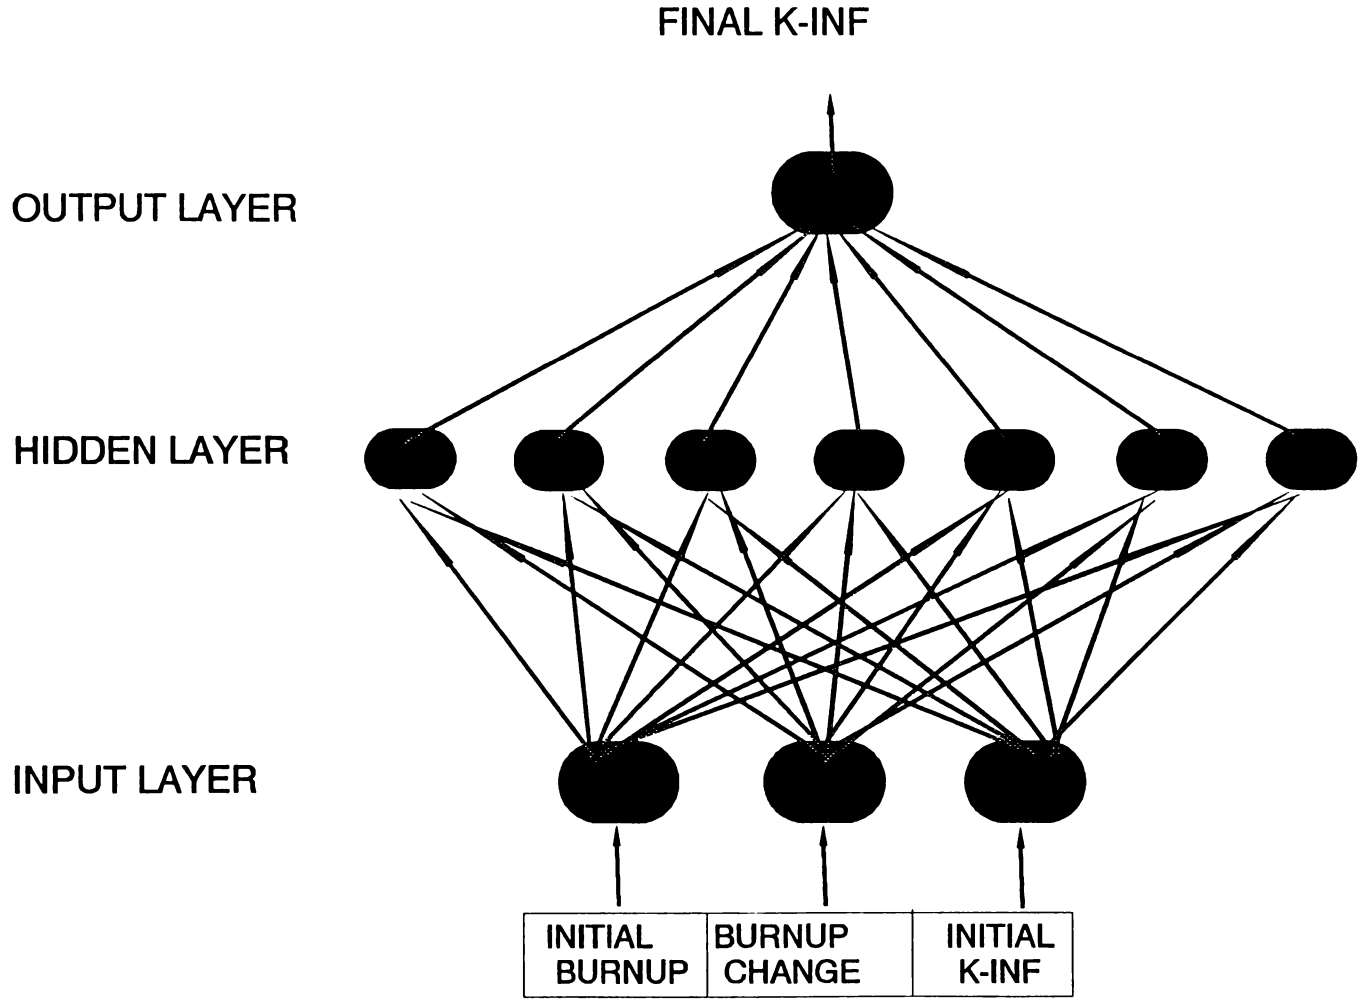 FINAL K-INF
OUTPUT LAYER
HIDDEN LAYER
INPUT LAYER
INITIAL BURNUP
BURNUP CHANGE
INITIAL K-INF